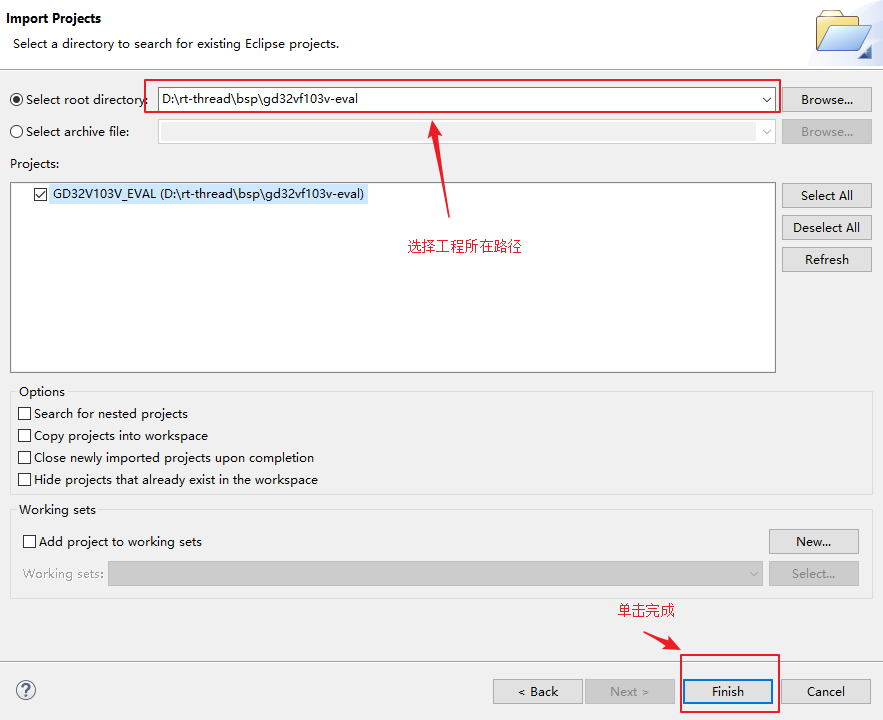 Import Projects
Select a directory to search for existing Eclipse projects.
Select root directory:
D:\rt-thread\bsp\gd32vf103v-eval
Browse...
Select archive file:
Browse...
Projects:
GD32V103V_EVAL (D:\rt-thread\bsp\gd32vf103v-eval)
Select All
Deselect All
Refresh
选择工程所在路径
Options
Search for nested projects
Copy projects into workspace
Close newly imported projects upon completion
Hide projects that already exist in the workspace
Working sets
Add project to working sets
New...
Working sets:
Select...
单击完成
?
< Back
Next >
Finish
Cancel